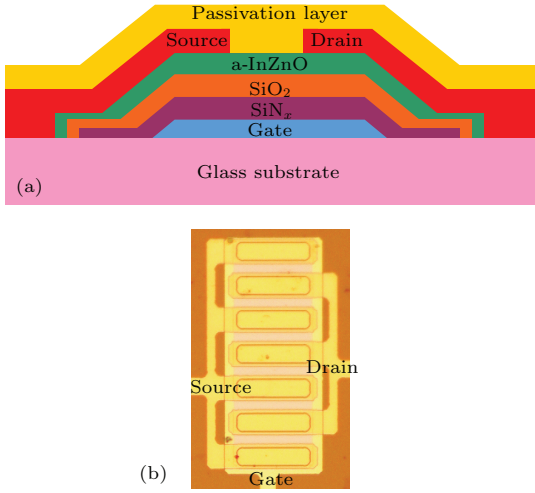 Passivation layer
Source Drain
a-InZnO
SiO₂
SiNₓ
Gate
Glass substrate
(a)
Source
Drain
Gate
(b)